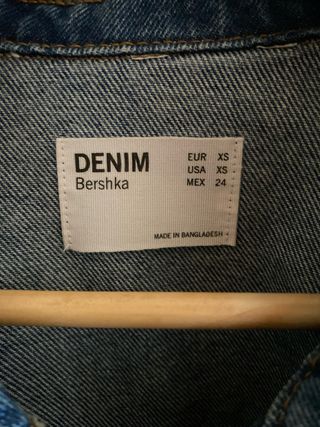 DENIM
Bershka
EUR XS
USA XS
MEX 24
MADE IN BANGLADESH